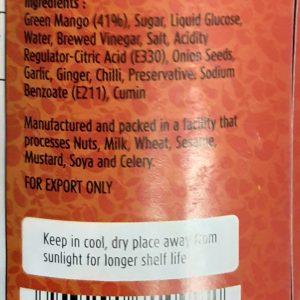 Ingredients :
Green Mango (41%), Sugar, Liquid Glucose,
Water, Brewed Vinegar, Salt, Acidity
Regulator-Citric Acid (E330), Onion Seeds,
Garlic, Ginger, Chilli, Preservative Sodium
Benzoate (E211), Cumin
Manufactured and packed in a facility that
processes Nuts, Milk, Wheat, Sesame,
Mustard, Soya and Celery.
FOR EXPORT ONLY
Keep in cool, dry place away from
sunlight for longer shelf life